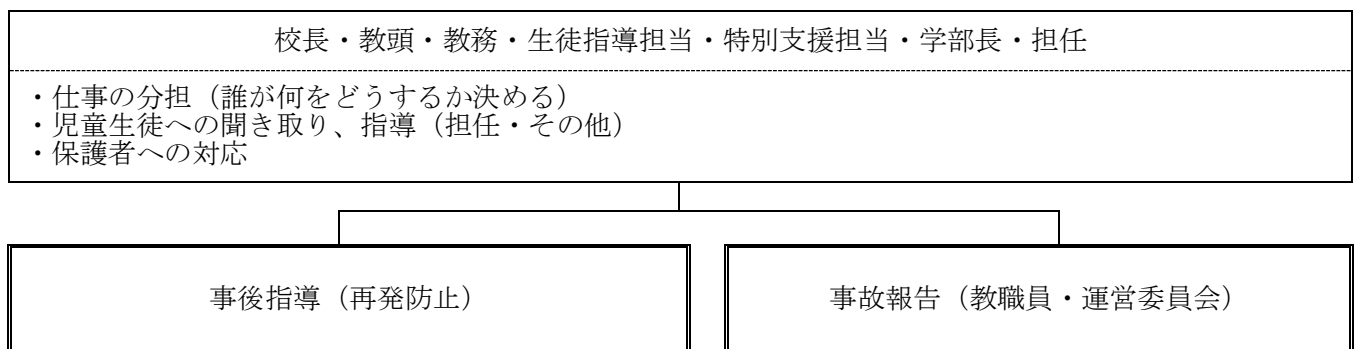 校長・教頭・教務・生徒指導担当・特別支援担当・学部長・担任
・仕事の分担（誰が何をどうするか決める）
・児童生徒への聞き取り、指導（担任・その他）
・保護者への対応
事後指導（再発防止）
事故報告（教職員・運営委員会）